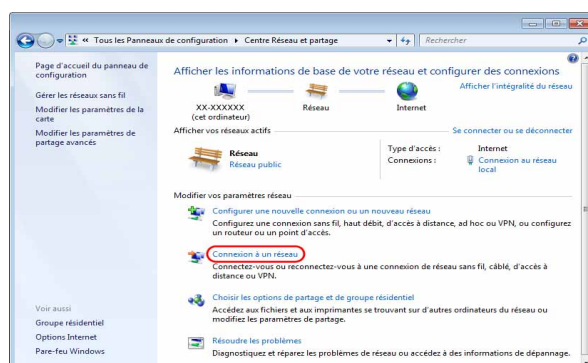 « Tous les Panneaux de configuration ▸ Centre Réseau et partage
Rechercher
Page d'accueil du panneau de
configuration
Gérer les réseaux sans fil
Modifier les paramètres de la
carte
Modifier les paramètres de
partage avancés
Voir aussi
Groupe résidentiel
Options Internet
Pare-feu Windows
Afficher les informations de base de votre réseau et configurer des connexions
Afficher l'intégralité du réseau
XX-XXXXXX
(cet ordinateur)
Réseau
Internet
Afficher vos réseaux actifs
Se connecter ou se déconnecter
Réseau
Réseau public
Type d'accès : Internet
Connexions : Connexion au réseau
local
Modifier vos paramètres réseau
Configurer une nouvelle connexion ou un nouveau réseau
Configurez une connexion sans fil, haut débit, d'accès à distance, ad hoc ou VPN, ou configurez
un routeur ou un point d'accès.
Connexion à un réseau
Connectez-vous ou reconnectez-vous à une connexion de réseau sans fil, câblé, d'accès à
distance ou VPN.
Choisir les options de partage et de groupe résidentiel
Accédez aux fichiers et aux imprimantes se trouvant sur d'autres ordinateurs du réseau ou
modifiez les paramètres de partage.
Résoudre les problèmes
Diagnostiquez et réparez les problèmes de réseau ou accédez à des informations de dépannage.